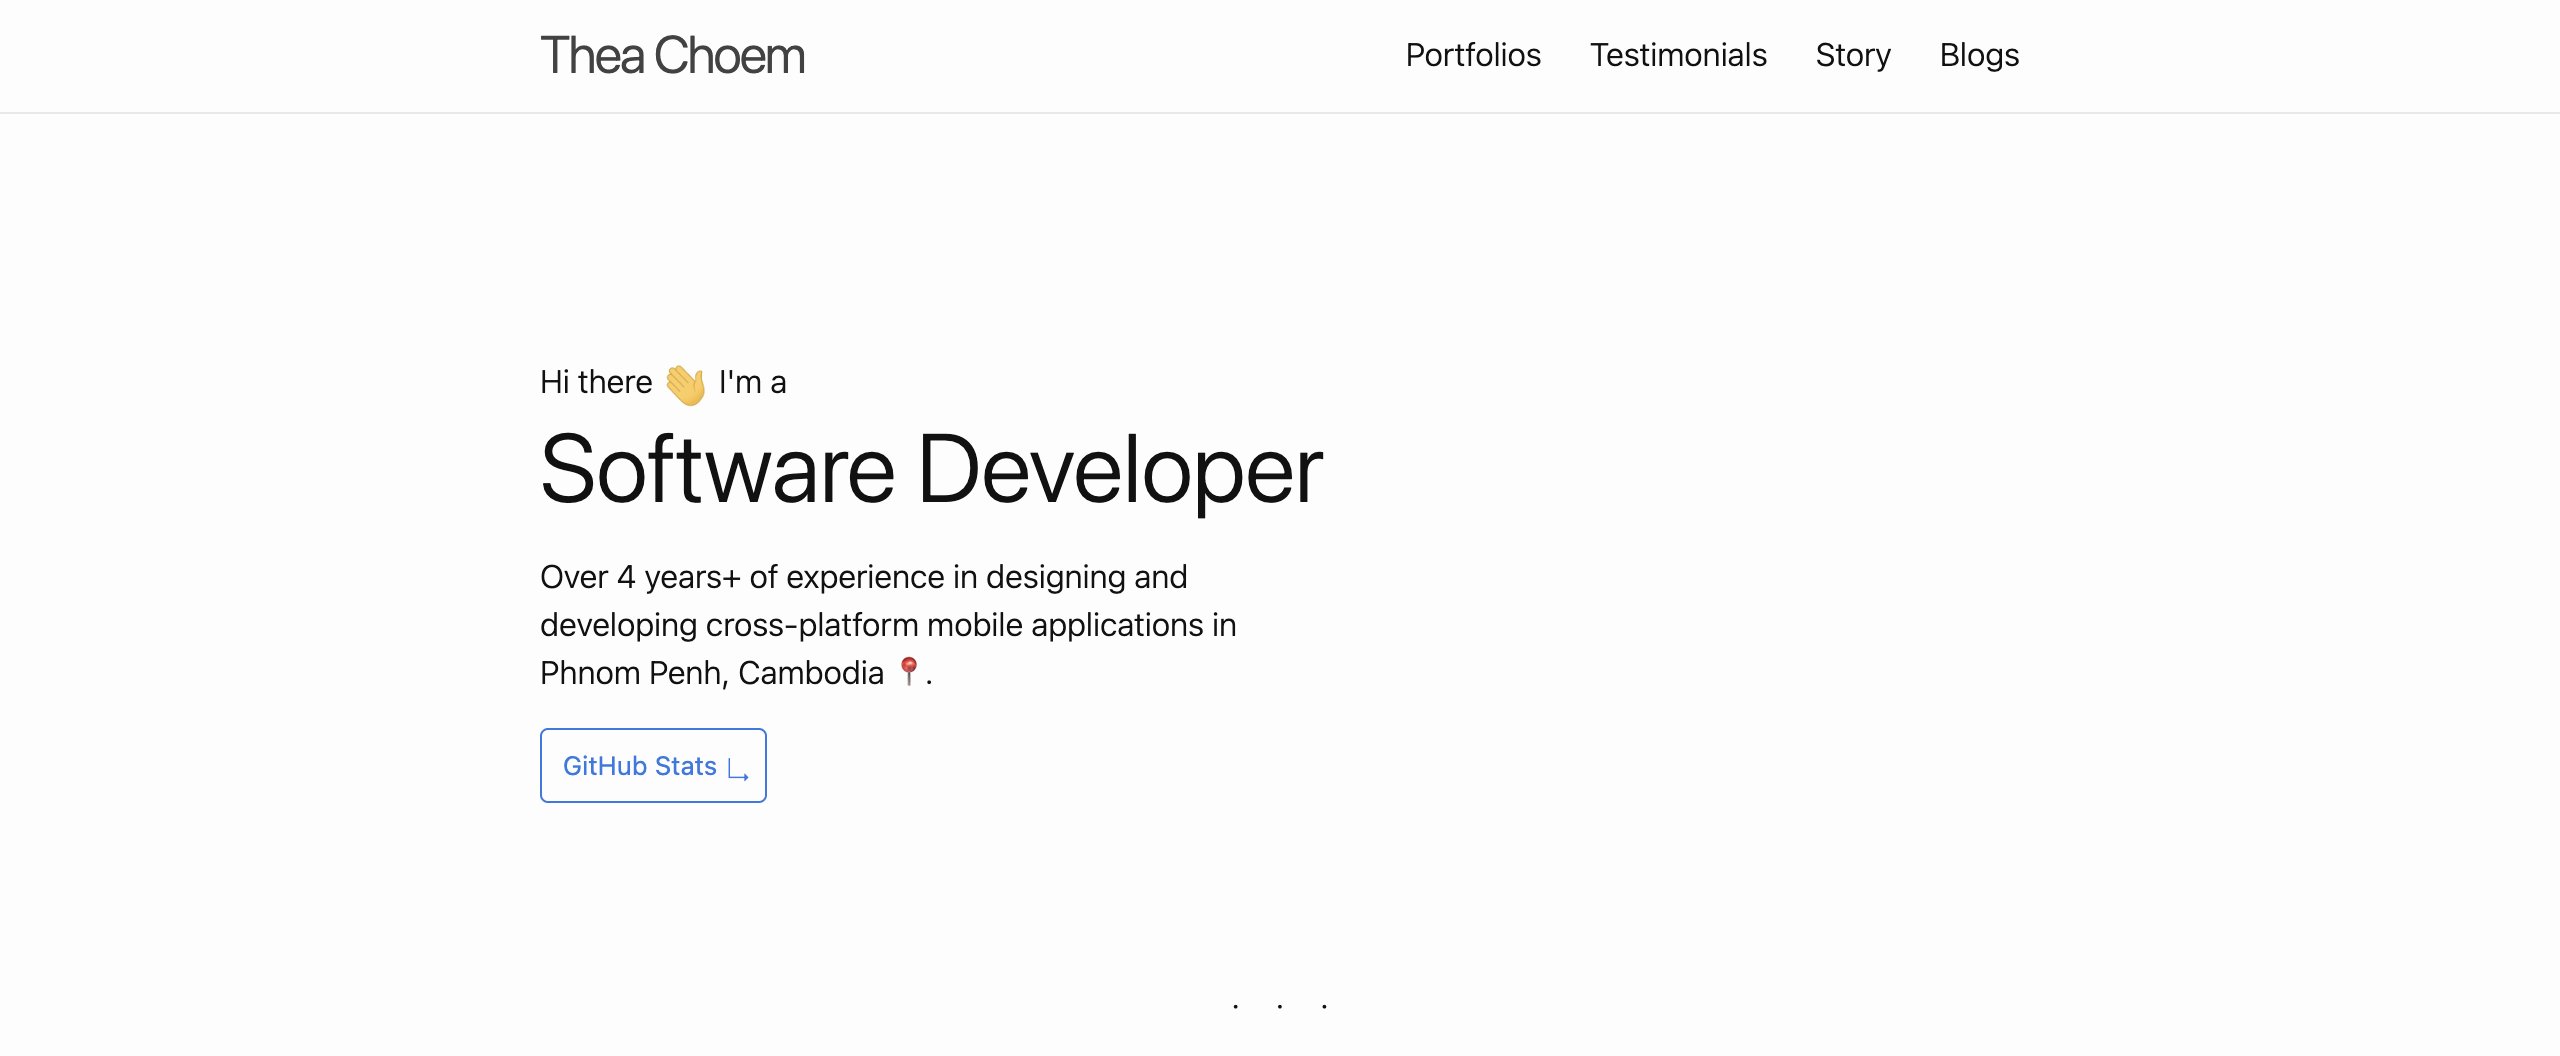 Thea Choem
Portfolios Testimonials Story Blogs
Hi there 👋 I'm a
Software Developer
Over 4 years+ of experience in designing and
developing cross-platform mobile applications in
Phnom Penh, Cambodia 📍.
GitHub Stats
. . .